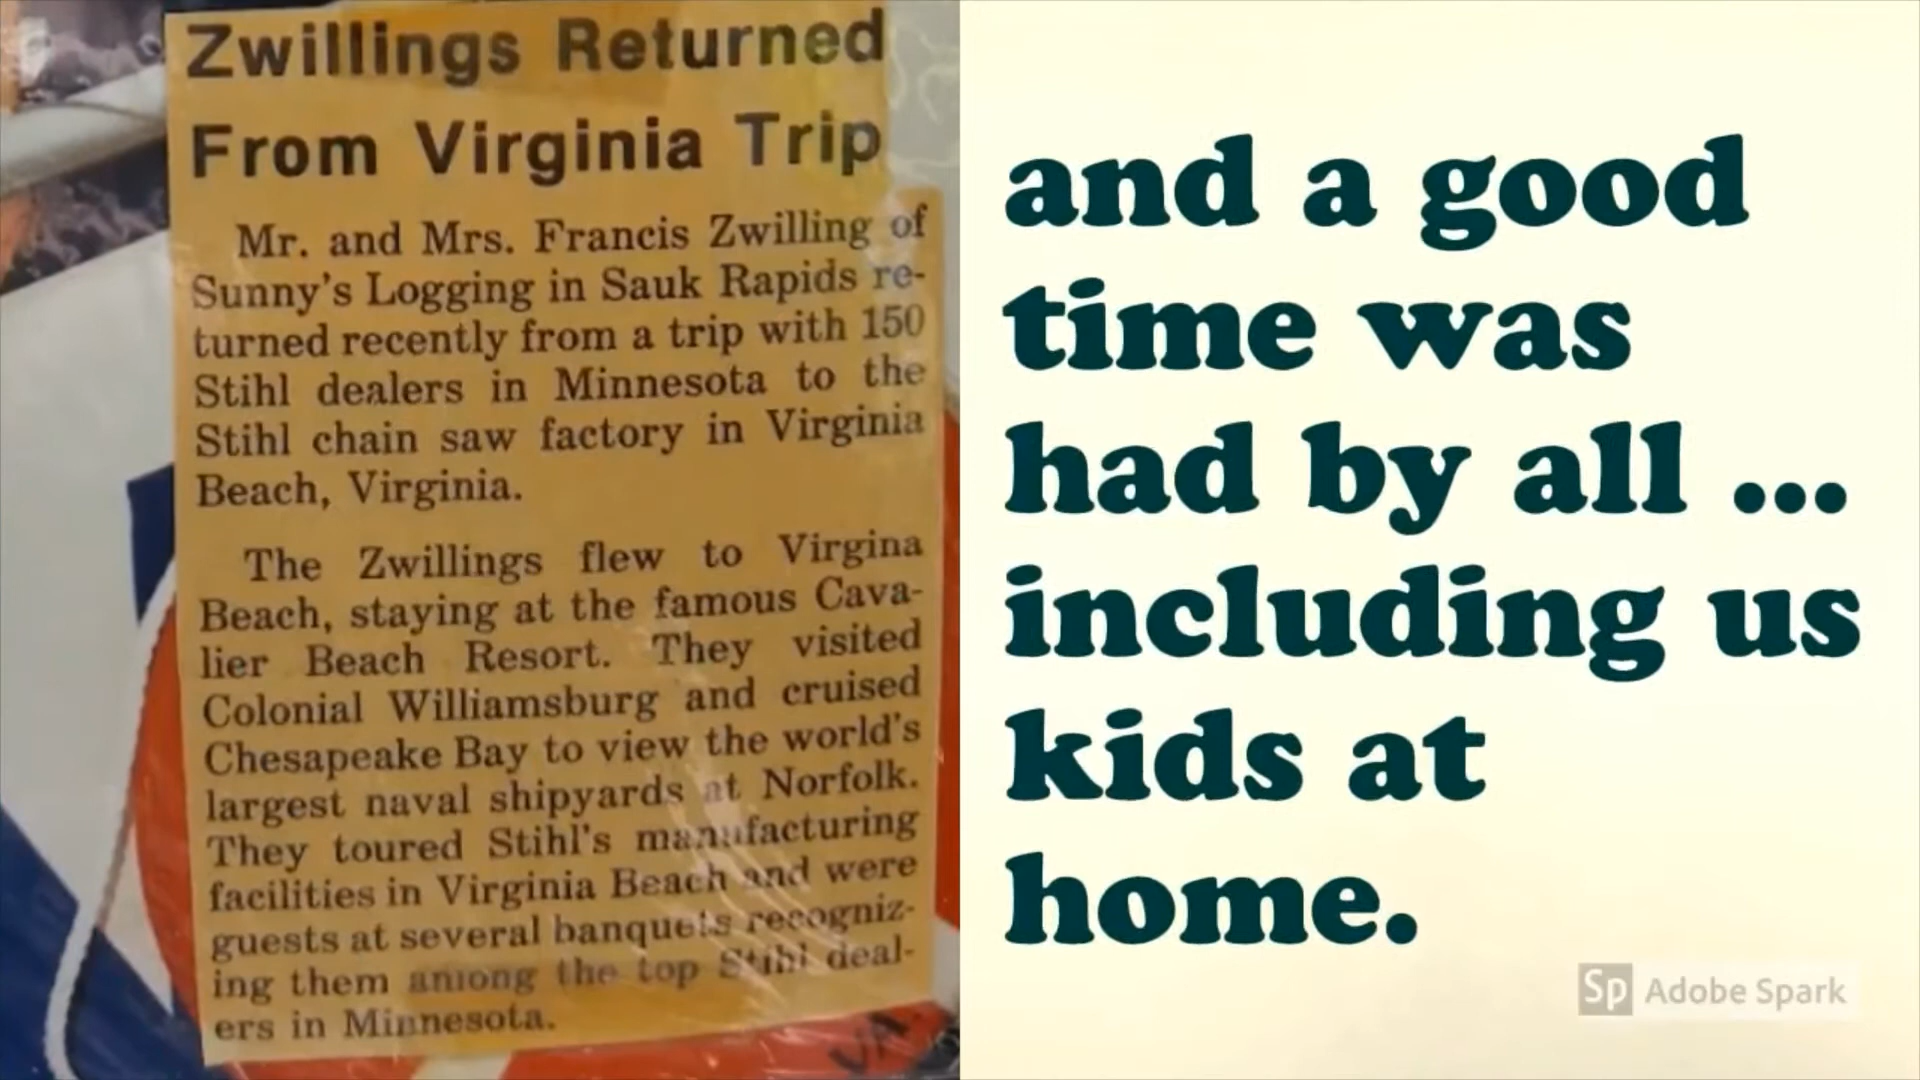 Zwillings Returned
From Virginia Trip
Mr. and Mrs. Francis Zwilling of
Sunny's Logging in Sauk Rapids re-
turned recently from a trip with 150
Stihl dealers in Minnesota to the
Stihl chain saw factory in Virginia
Beach, Virginia.
The Zwillings flew to Virgina
Beach, staying at the famous Cava-
lier Beach Resort. They visited
Colonial Williamsburg and cruised
Chesapeake Bay to view the world's
largest naval shipyards at Norfolk.
They toured Stihl's manufacturing
facilities in Virginia Beach and were
guests at several banquets recogniz-
ing them among the top Stihl deal-
ers in Minnesota.
VA.
and a good
time was
had by all ...
including us
kids at
home.
Sp Adobe Spark